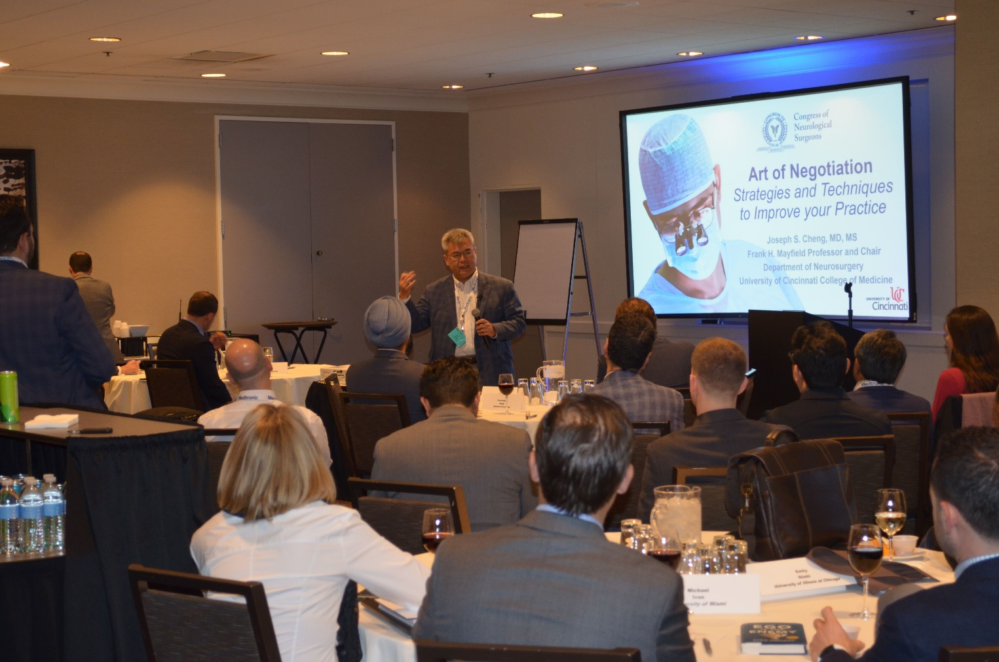 Congress of
Neurological
Surgeons
Art of Negotiation
Strategies and Techniques
to Improve your Practice
Joseph S. Cheng, MD, MS
Frank H. Mayfield Professor and Chair
Department of Neurosurgery
University of Cincinnati College of Medicine
UNIVERSITY OF
Cincinnati
Medtronic
Medtronic
Emily
University of Illinois at Chicago
Michael
Ivan
of Miami
EGO
ENEMY